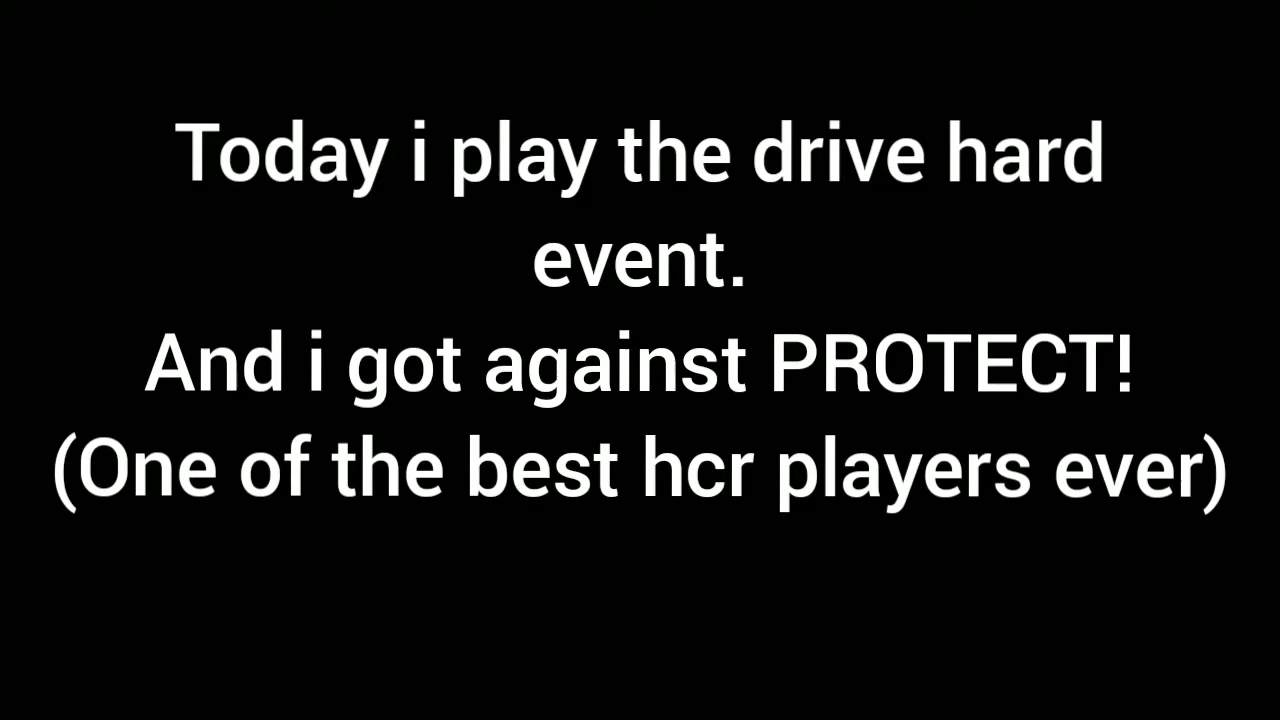 Today i play the drive hard
event.
And i got against PROTECT!
(One of the best hcr players ever)